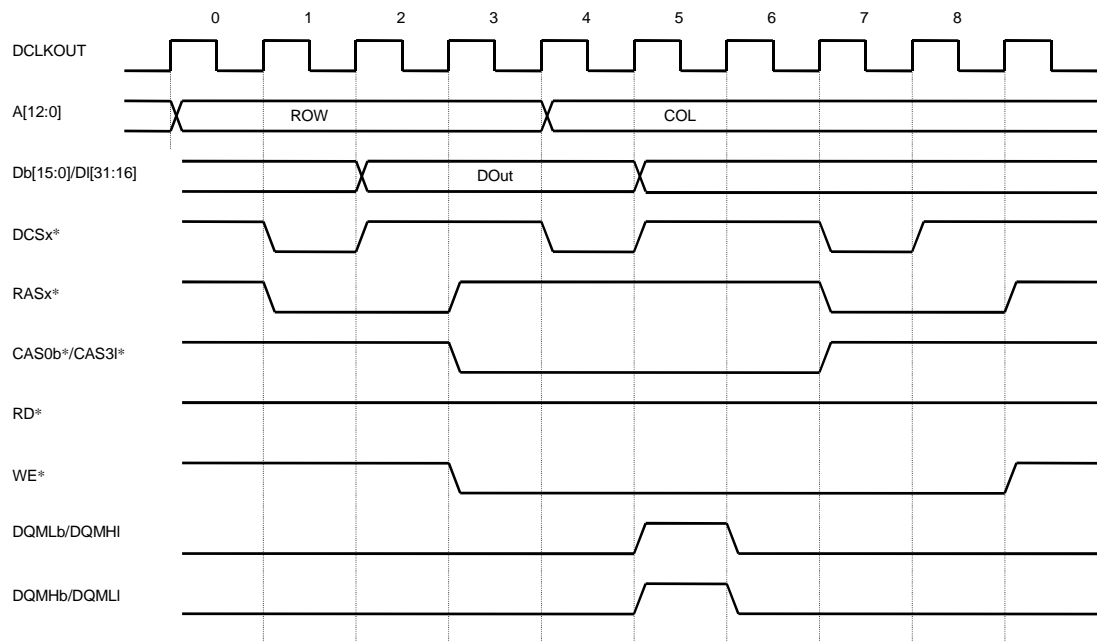 0 1 2 3 4 5 6 7 8
DCLKOUT
A[12:0] ROW COL
Db[15:0]/Dl[31:16] DOut
DCSx*
RASx*
CAS0b*/CAS3l*
RD*
WE*
DQMLb/DQMHl
DQMHb/DQMLl